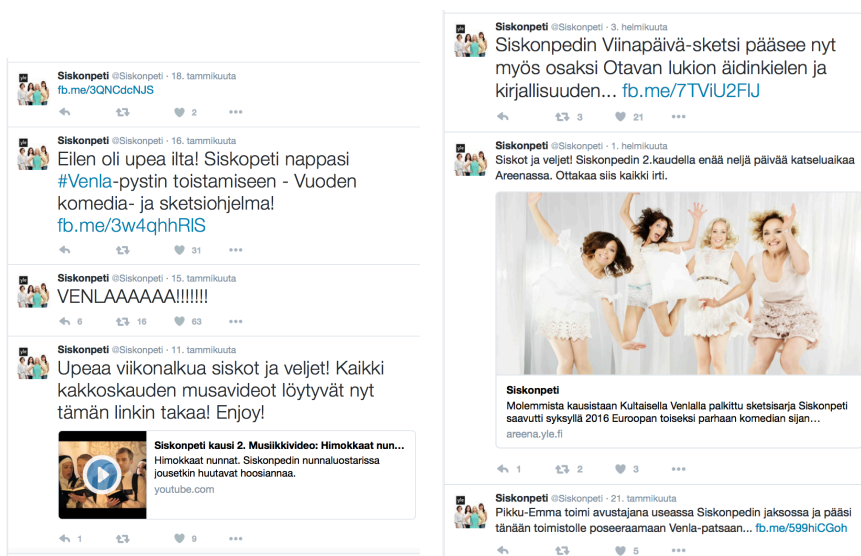 Siskonpeti @Siskonpeti · 18. tammikuuta
fb.me/3QNCdcNJS
2
Siskonpeti @Siskonpeti · 16. tammikuuta
Eilen oli upea ilta! Siskopeti nappasi
#Venla-pystin toistamiseen - Vuoden
komedia- ja sketsiohjelma!
fb.me/3w4qhhRlS
31
Siskonpeti @Siskonpeti · 15. tammikuuta
VENLAAAAAA!!!!!!!
6 16 63
Siskonpeti @Siskonpeti · 11. tammikuuta
Upeaa viikonalkua siskot ja veljet! Kaikki
kakkoskauden musavideot löytyvät nyt
tämän linkin takaa! Enjoy!
Siskonpeti kausi 2. Musiikkivideo: Himokkaat nun...
Himokkaat nunnat. Siskonpedin nunnaluostarissa
jousetkin huutavat hoosiannaa.
youtube.com
1 9
yle
Siskonpeti @Siskonpeti · 3. helmikuuta
Siskonpedin Viinapäivä-sketsi pääsee nyt
myös osaksi Otavan lukion äidinkielen ja
kirjallisuuden... fb.me/7TViU2FlJ
3 21
Siskonpeti @Siskonpeti · 1. helmikuuta
Siskot ja veljet! Siskonpedin 2.kaudella enää neljä päivää katseluaikaa
Areenassa. Ottakaa siis kaikki irti.
Siskonpeti
Molemmista kausistaan Kultaisella Venlalla palkittu sketsisarja Siskonpeti
saavutti syksyllä 2016 Euroopan toiseksi parhaan komedian sijan...
areena.yle.fi
1 2 3
Siskonpeti @Siskonpeti · 21. tammikuuta
Pikku-Emma toimi avustajana useassa Siskonpedin jaksossa ja pääsi
tänään toimistolle poseeraamaan Venla-patsaan... fb.me/599hiCGoh
5